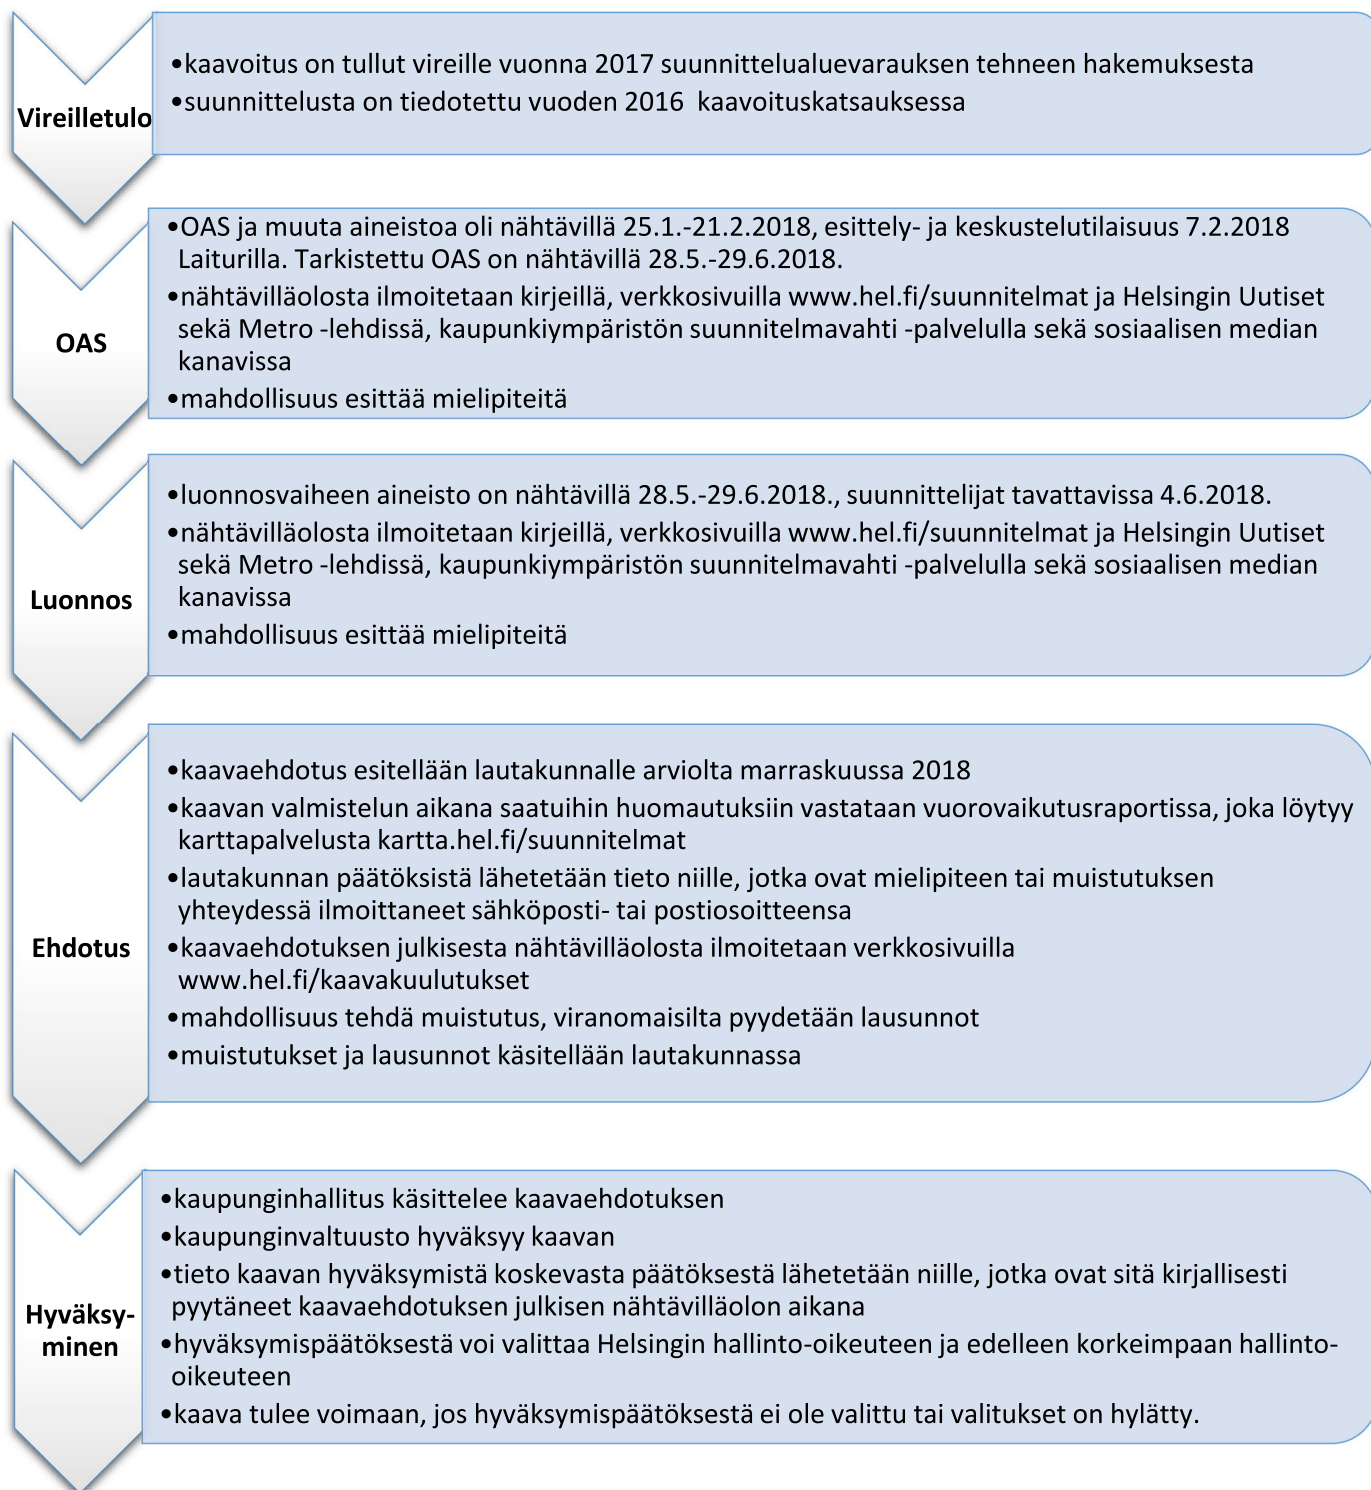 Vireilletulo
•kaavoitus on tullut vireille vuonna 2017 suunnittelualuevarauksen tehneen hakemuksesta
•suunnittelusta on tiedotettu vuoden 2016 kaavoituskatsauksessa
OAS
•OAS ja muuta aineistoa oli nähtävillä 25.1.-21.2.2018, esittely- ja keskustelutilaisuus 7.2.2018
Laiturilla. Tarkistettu OAS on nähtävillä 28.5.-29.6.2018.
•nähtävilläolosta ilmoitetaan kirjeillä, verkkosivuilla www.hel.fi/suunnitelmat ja Helsingin Uutiset
sekä Metro -lehdissä, kaupunkiympäristön suunnitelmavahti -palvelulla sekä sosiaalisen median
kanavissa
•mahdollisuus esittää mielipiteitä
Luonnos
•luonnosvaiheen aineisto on nähtävillä 28.5.-29.6.2018., suunnittelijat tavattavissa 4.6.2018.
•nähtävilläolosta ilmoitetaan kirjeillä, verkkosivuilla www.hel.fi/suunnitelmat ja Helsingin Uutiset
sekä Metro -lehdissä, kaupunkiympäristön suunnitelmavahti -palvelulla sekä sosiaalisen median
kanavissa
•mahdollisuus esittää mielipiteitä
Ehdotus
•kaavaehdotus esitellään lautakunnalle arviolta marraskuussa 2018
•kaavan valmistelun aikana saatuihin huomautuksiin vastataan vuorovaikutusraportissa, joka löytyy
karttapalvelusta kartta.hel.fi/suunnitelmat
•lautakunnan päätöksistä lähetetään tieto niille, jotka ovat mielipiteen tai muistutuksen
yhteydessä ilmoittaneet sähköposti- tai postiosoitteensa
•kaavaehdotuksen julkisesta nähtävilläolosta ilmoitetaan verkkosivuilla
www.hel.fi/kaavakuulutukset
•mahdollisuus tehdä muistutus, viranomaisilta pyydetään lausunnot
•muistutukset ja lausunnot käsitellään lautakunnassa
Hyväksy-
minen
•kaupunginhallitus käsittelee kaavaehdotuksen
•kaupunginvaltuusto hyväksyy kaavan
•tieto kaavan hyväksymistä koskevasta päätöksestä lähetetään niille, jotka ovat sitä kirjallisesti
pyytäneet kaavaehdotuksen julkisen nähtävilläolon aikana
•hyväksymispäätöksestä voi valittaa Helsingin hallinto-oikeuteen ja edelleen korkeimpaan hallinto-
oikeuteen
•kaava tulee voimaan, jos hyväksymispäätöksestä ei ole valittu tai valitukset on hylätty.